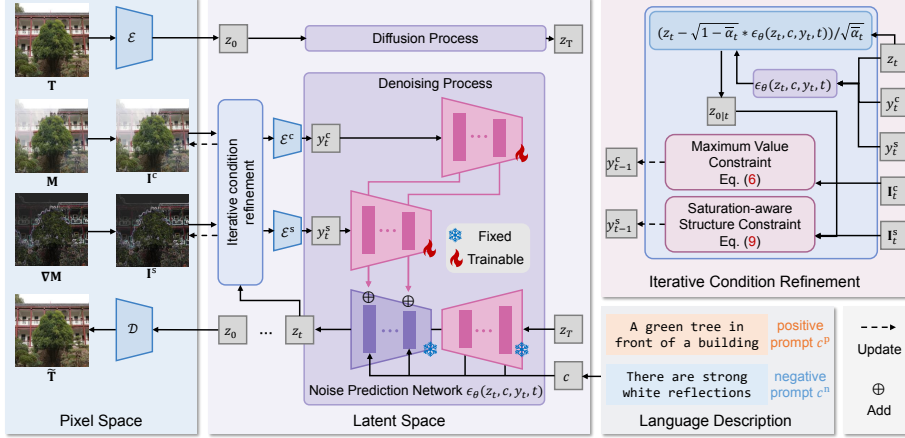 T
ℰ
z_0
Diffusion Process
z_T
Denoising Process
M
I^c
Iterative condition
refinement
ℰ^c
y_t^c
∇M
I^s
ℰ^s
y_t^s
Fixed
Trainable
T̃
𝒟
z_0
...
z_t
z_T
c
Noise Prediction Network ϵ_θ(z_t, c, y_t, t)
Pixel Space
Latent Space
(z_t − √(1 − ᾱ_t) * ϵ_θ(z_t, c, y_t, t))/√ᾱ_t
z_t
ϵ_θ(z_t, c, y_t, t)
z_{0|t}
y_t^c
y_t^s
y_{t−1}^c
Maximum Value
Constraint
Eq. (6)
I_t^c
y_{t−1}^s
Saturation-aware
Structure Constraint
Eq. (9)
I_t^s
Iterative Condition Refinement
A green tree in
front of a building
positive
prompt c^p
There are strong
white reflections
negative
prompt c^n
Language Description
Update
Add